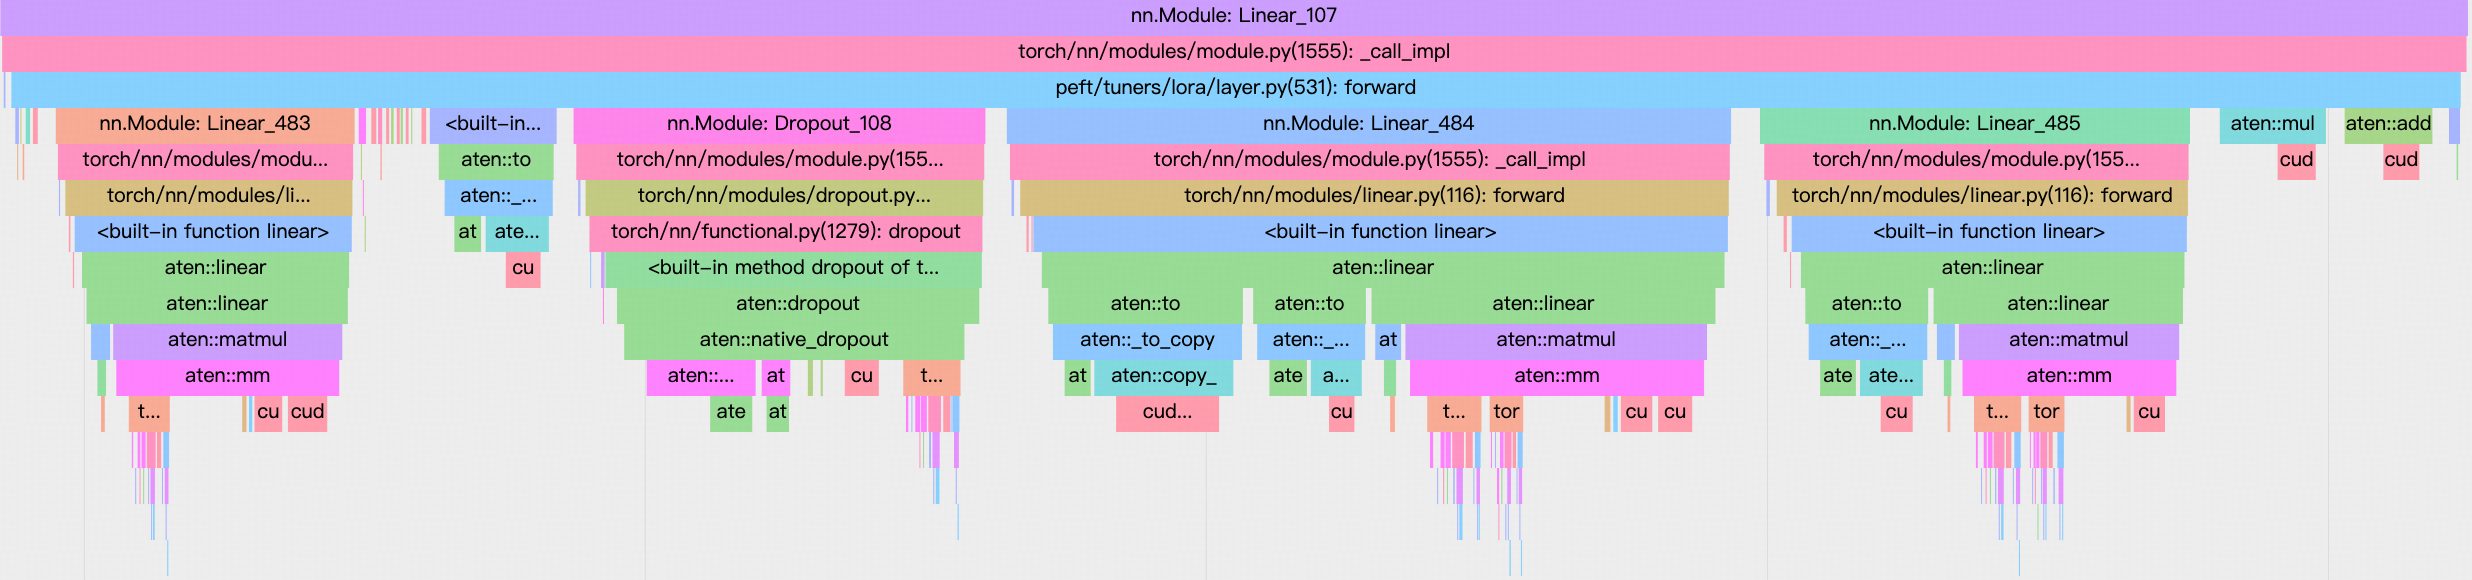 nn.Module: Linear_107
torch/nn/modules/module.py(1555): _call_impl
peft/tuners/lora/layer.py(531): forward
nn.Module: Linear_483 <built-in... nn.Module: Dropout_108 nn.Module: Linear_484 nn.Module: Linear_485 aten::mul aten::add
torch/nn/modules/modu... aten::to torch/nn/modules/module.py(155... torch/nn/modules/module.py(1555): _call_impl torch/nn/modules/module.py(155... cud cud
torch/nn/modules/li... aten::_... torch/nn/modules/dropout.py... torch/nn/modules/linear.py(116): forward torch/nn/modules/linear.py(116): forward
<built-in function linear> at ate... torch/nn/functional.py(1279): dropout <built-in function linear> <built-in function linear>
aten::linear cu <built-in method dropout of t... aten::linear aten::linear
aten::linear aten::dropout aten::to aten::to aten::linear aten::to aten::linear
aten::matmul aten::native_dropout aten::_to_copy aten::_... at aten::matmul aten::_... aten::matmul
aten::mm aten::... at cu t... at aten::copy_ ate a... aten::mm ate ate... aten::mm
t... cu cud ate at cud... cu t... tor cu cu cu t... tor cu